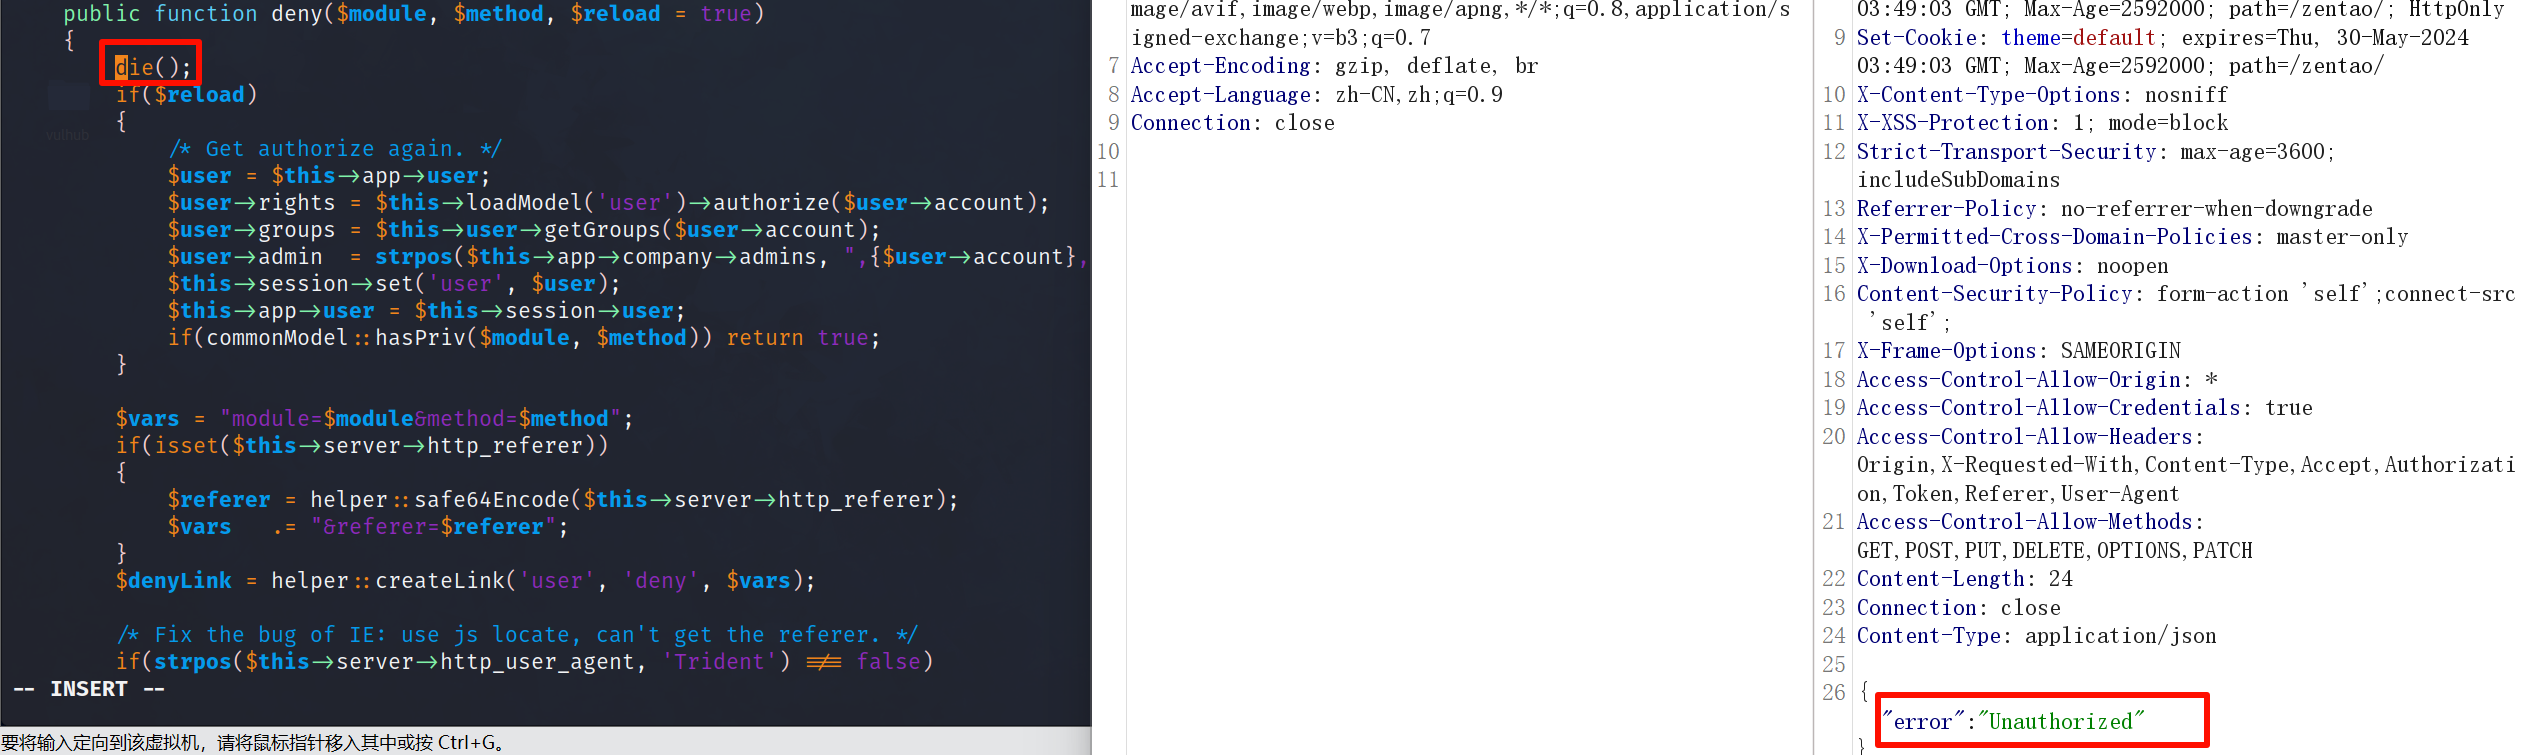 public function deny($module, $method, $reload = true)
{
die();
if($reload)
{
/* Get authorize again. */
$user = $this->app->user;
$user->rights = $this->loadModel('user')->authorize($user->account);
$user->groups = $this->user->getGroups($user->account);
$user->admin  = strpos($this->app->company->admins, ",{$user->account},
$this->session->set('user', $user);
$this->app->user = $this->session->user;
if(commonModel::hasPriv($module, $method)) return true;
}
$vars = "module=$module&method=$method";
if(isset($this->server->http_referer))
{
$referer = helper::safe64Encode($this->server->http_referer);
$vars   .= "&referer=$referer";
}
$denyLink = helper::createLink('user', 'deny', $vars);
/* Fix the bug of IE: use js locate, can't get the referer. */
if(strpos($this->server->http_user_agent, 'Trident') !== false)
-- INSERT --
vulhub
要将输入定向到该虚拟机，请将鼠标指针移入其中或按 Ctrl+G。
mage/avif,image/webp,image/apng,*/*;q=0.8,application/s
igned-exchange;v=b3;q=0.7
7 Accept-Encoding: gzip, deflate, br
8 Accept-Language: zh-CN,zh;q=0.9
9 Connection: close
10
11
03:49:03 GMT; Max-Age=2592000; path=/zentao/; HttpOnly
9 Set-Cookie: theme=default; expires=Thu, 30-May-2024
03:49:03 GMT; Max-Age=2592000; path=/zentao/
10 X-Content-Type-Options: nosniff
11 X-XSS-Protection: 1; mode=block
12 Strict-Transport-Security: max-age=3600;
includeSubDomains
13 Referrer-Policy: no-referrer-when-downgrade
14 X-Permitted-Cross-Domain-Policies: master-only
15 X-Download-Options: noopen
16 Content-Security-Policy: form-action 'self';connect-src
'self';
17 X-Frame-Options: SAMEORIGIN
18 Access-Control-Allow-Origin: *
19 Access-Control-Allow-Credentials: true
20 Access-Control-Allow-Headers:
Origin,X-Requested-With,Content-Type,Accept,Authorizati
on,Token,Referer,User-Agent
21 Access-Control-Allow-Methods:
GET,POST,PUT,DELETE,OPTIONS,PATCH
22 Content-Length: 24
23 Connection: close
24 Content-Type: application/json
25
26 {
"error":"Unauthorized"
}